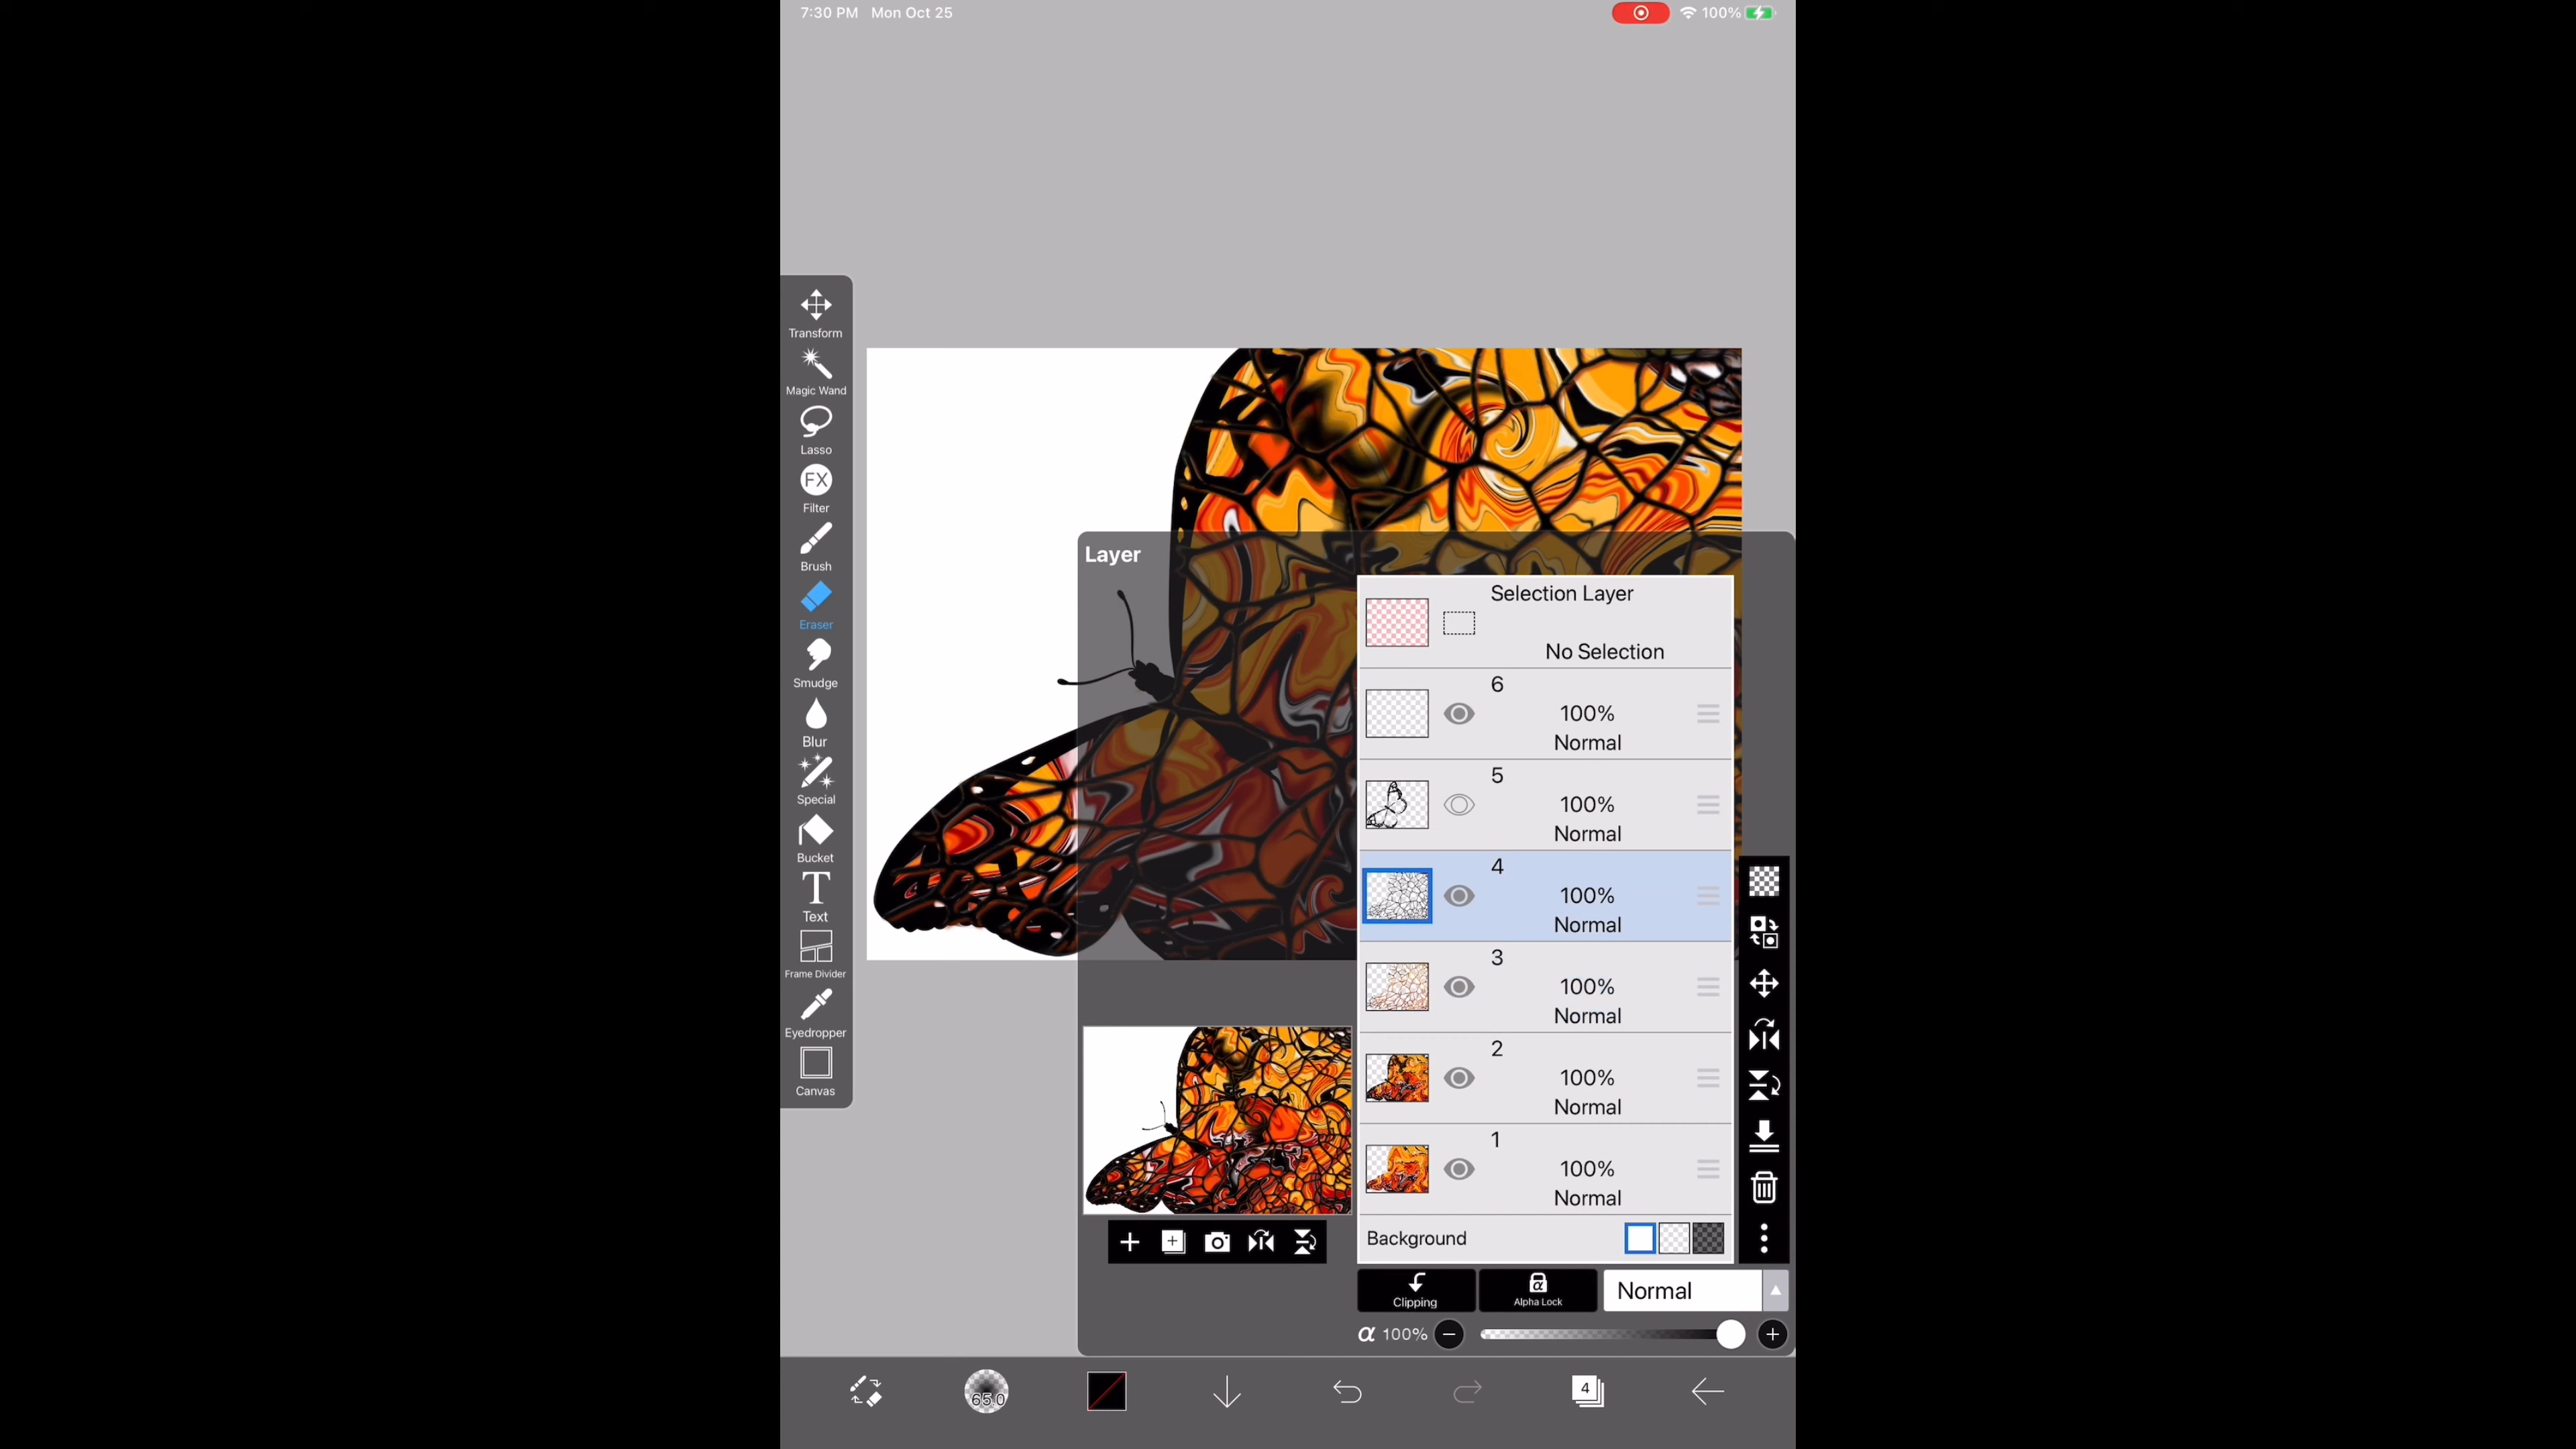 7:30 PM Mon Oct 25
100%
Transform
Magic Wand
Lasso
FX
Filter
Brush
Eraser
Smudge
Blur
Special
Bucket
T
Text
Frame Divider
Eyedropper
Canvas
Layer
Selection Layer
No Selection
6
100%
Normal
5
100%
Normal
4
100%
Normal
3
100%
Normal
2
100%
Normal
1
100%
Normal
Background
Clipping
α
Alpha Lock
Normal
α 100%
65.0
4